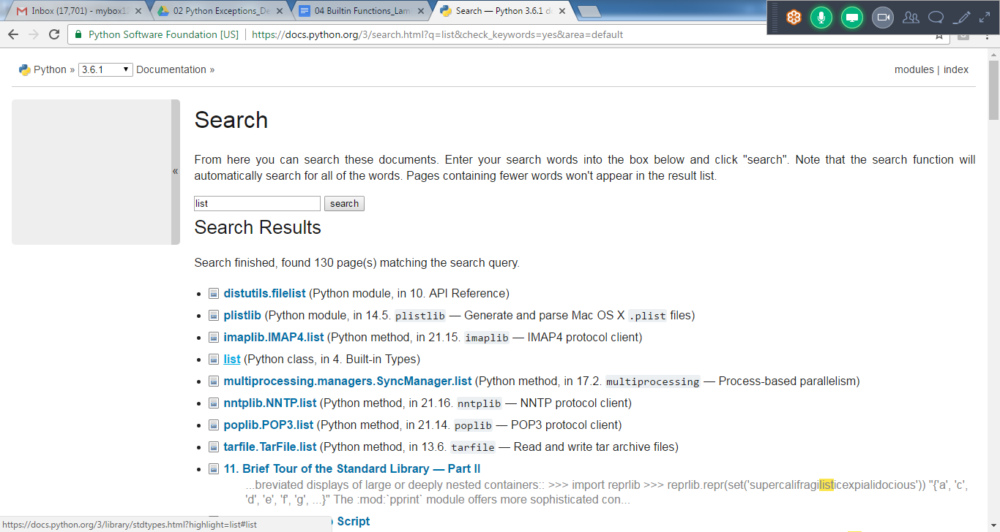 Inbox (17,701) - mybox1
02 Python Exceptions_De
04 Builtin Functions_Lam
Search — Python 3.6.1 d
Python Software Foundation [US] | https://docs.python.org/3/search.html?q=list&check_keywords=yes&area=default
Python » 3.6.1 Documentation »
modules | index
«
Search
From here you can search these documents. Enter your search words into the box below and click "search". Note that the search function will
automatically search for all of the words. Pages containing fewer words won't appear in the result list.
list search
Search Results
Search finished, found 130 page(s) matching the search query.
distutils.filelist (Python module, in 10. API Reference)
plistlib (Python module, in 14.5. plistlib — Generate and parse Mac OS X .plist files)
imaplib.IMAP4.list (Python method, in 21.15. imaplib — IMAP4 protocol client)
list (Python class, in 4. Built-in Types)
multiprocessing.managers.SyncManager.list (Python method, in 17.2. multiprocessing — Process-based parallelism)
nntplib.NNTP.list (Python method, in 21.16. nntplib — NNTP protocol client)
poplib.POP3.list (Python method, in 21.14. poplib — POP3 protocol client)
tarfile.TarFile.list (Python method, in 13.6. tarfile — Read and write tar archive files)
11. Brief Tour of the Standard Library — Part II
...breviated displays of large or deeply nested containers:: >>> import reprlib >>> reprlib.repr(set('supercalifragilisticexpialidocious')) "{'a', 'c',
'd', 'e', 'f', 'g', ...}" The :mod:`pprint` module offers more sophisticated con...
Script
https://docs.python.org/3/library/stdtypes.html?highlight=list#list